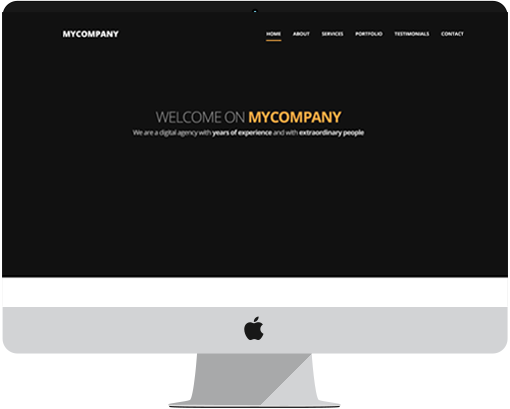 MYCOMPANY
HOME ABOUT SERVICES PORTFOLIO TESTIMONIALS CONTACT
WELCOME ON MYCOMPANY
We are a digital agency with years of experience and with extraordinary people